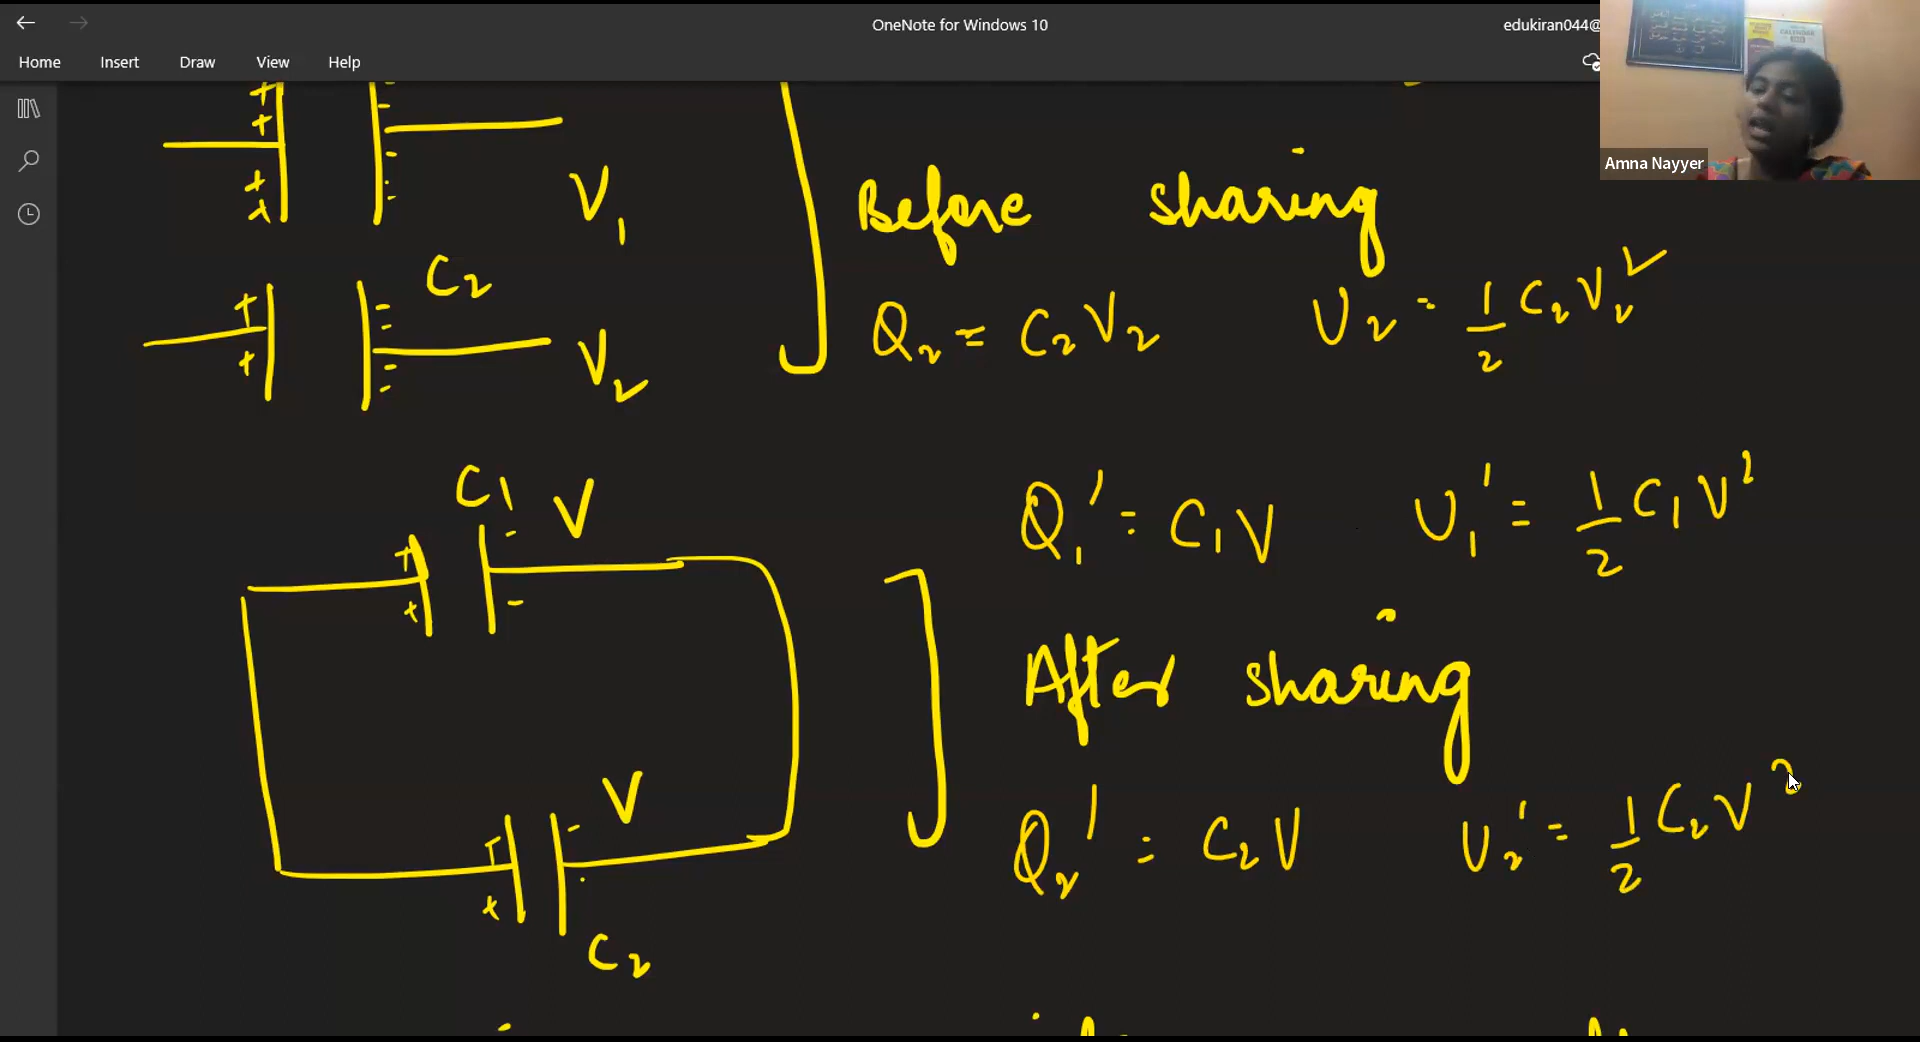 OneNote for Windows 10
edukiran044@
Home Insert Draw View Help
Amna Nayyer
+
+
+
+
-
-
-
V₁
Before sharing
C₂
+
+
-
-
-
-
V₂
Q₂ = C₂V₂
U₂ = 1/2 C₂V₂²
C₁ V
+
+
-
-
Q₁' = C₁V
U₁' = 1/2 C₁V²
After sharing
V
+
+
-
C₂
Q₂' = C₂V
U₂' = 1/2 C₂V²